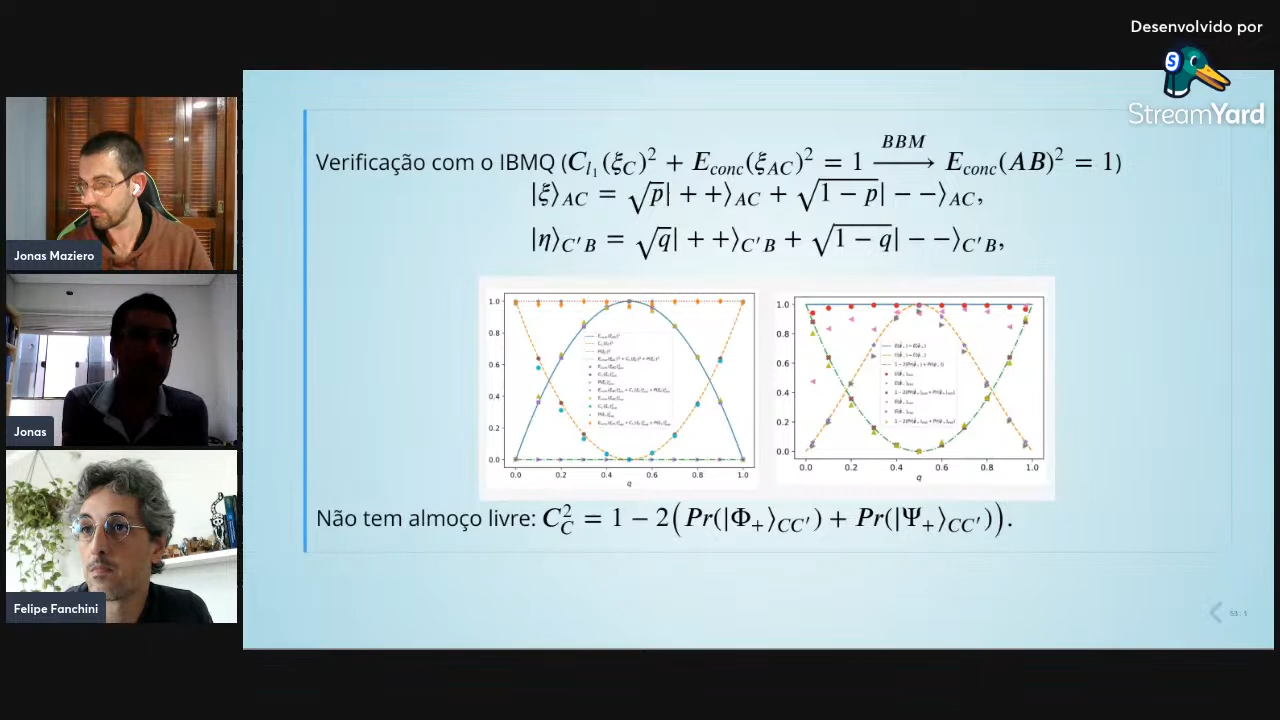 Desenvolvido por
StreamYard
Jonas Maziero
Jonas
Felipe Fanchini
Verificação com o IBMQ (C_{l_1}(ξ_C)^2 + E_{conc}(ξ_{AC})^2 = 1 \xrightarrow{BBM} E_{conc}(AB)^2 = 1)
|ξ⟩_{AC} = √p| + +⟩_{AC} + √(1 − p)| − −⟩_{AC},
|η⟩_{C′B} = √q| + +⟩_{C′B} + √(1 − q)| − −⟩_{C′B},
1.0
0.8
0.6
0.4
0.2
0.0
0.0 0.2 0.4 0.6 0.8 1.0
q
1.0
0.8
0.6
0.4
0.2
0.0
0.0 0.2 0.4 0.6 0.8 1.0
q
Não tem almoço livre: C_C^2 = 1 − 2(Pr(|Φ_+⟩_{CC′}) + Pr(|Ψ_+⟩_{CC′})).